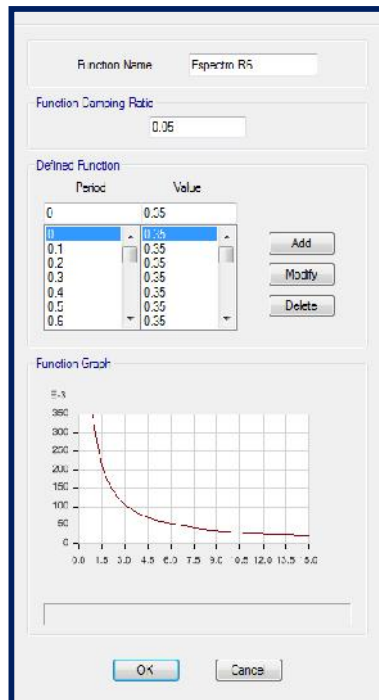 Function Name Espectro R5
Function Damping Ratio
0.05
Defined Function
Period Value
0 0.35
0 0.35
0.1 0.35
0.2 0.35
0.3 0.35
0.4 0.35
0.5 0.35
0.6 0.35
Add
Modify
Delete
Function Graph
E-3
350
300
250
200
150
100
50
0
0.0 1.5 3.0 4.5 6.0 7.5 9.0 10.5 12.0 13.5 15.0
OK Cancel